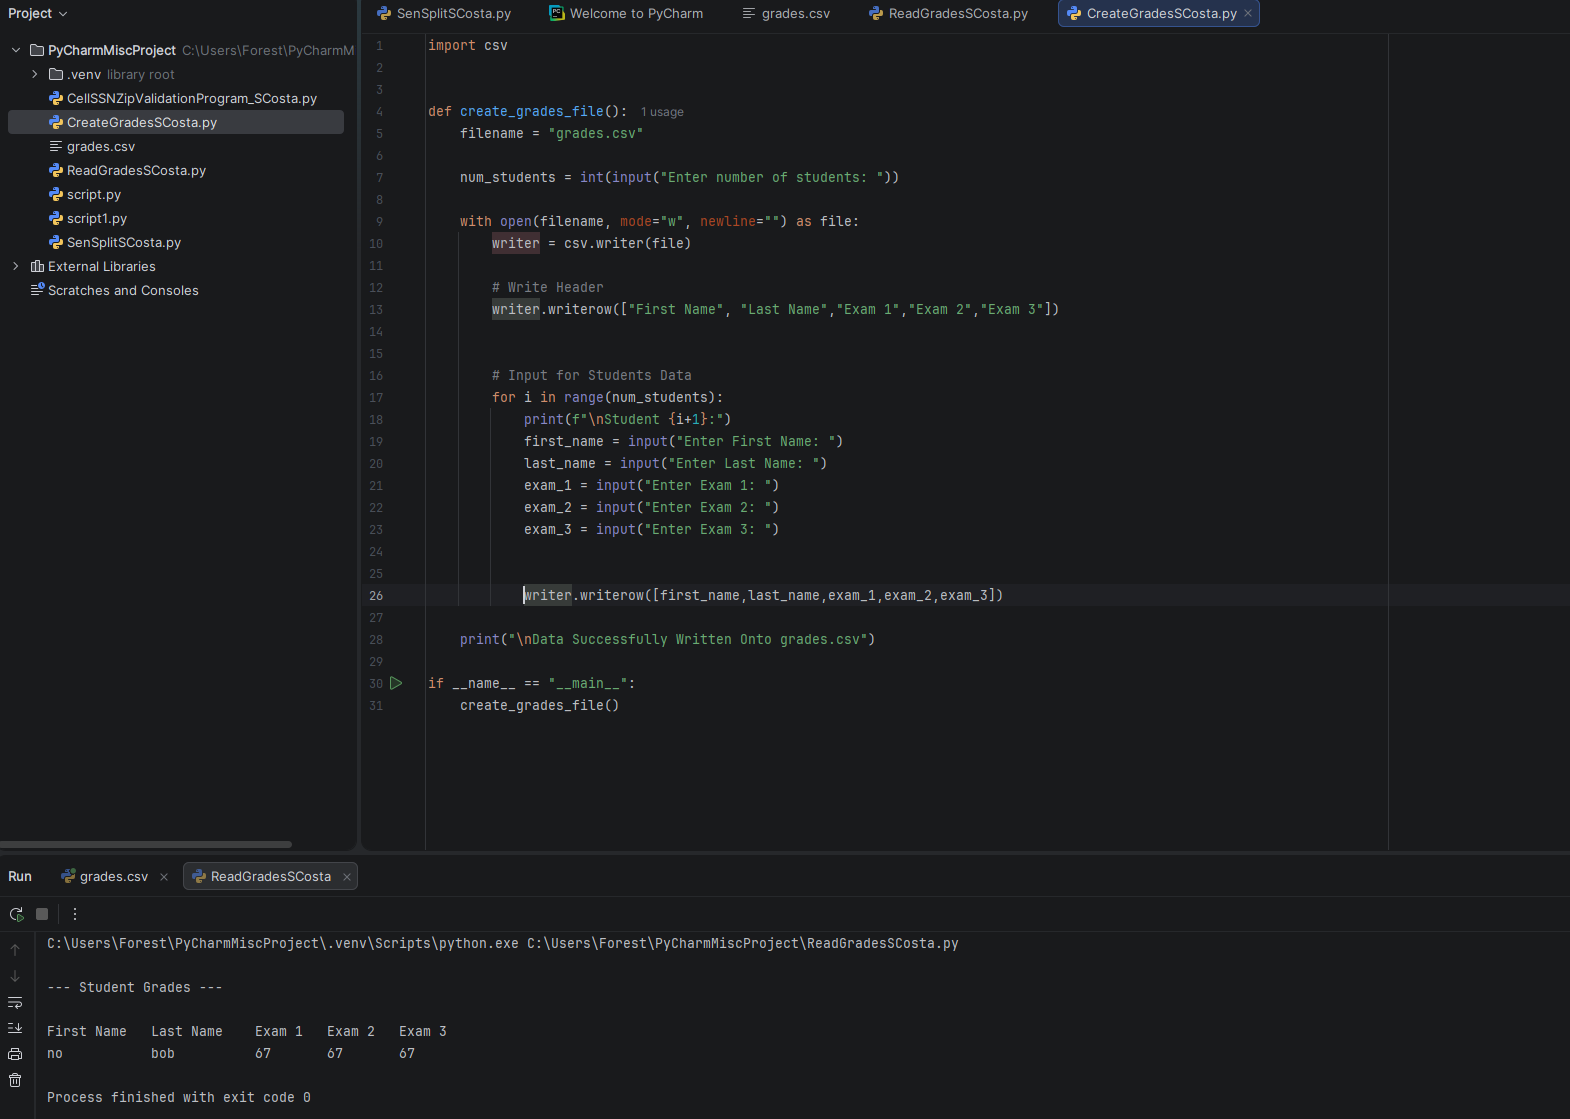 Project
SenSplitSCosta.py
Welcome to PyCharm
grades.csv
ReadGradesSCosta.py
CreateGradesSCosta.py
PyCharmMiscProject C:\Users\Forest\PyCharmM
.venv library root
CellSSNZipValidationProgram_SCosta.py
CreateGradesSCosta.py
grades.csv
ReadGradesSCosta.py
script.py
script1.py
SenSplitSCosta.py
External Libraries
Scratches and Consoles
1 import csv
2
3
4 def create_grades_file(): 1 usage
5 filename = "grades.csv"
6
7 num_students = int(input("Enter number of students: "))
8
9 with open(filename, mode="w", newline="") as file:
10 writer = csv.writer(file)
11
12 # Write Header
13 writer.writerow(["First Name", "Last Name","Exam 1","Exam 2","Exam 3"])
14
15
16 # Input for Students Data
17 for i in range(num_students):
18 print(f"\nStudent {i+1}:")
19 first_name = input("Enter First Name: ")
20 last_name = input("Enter Last Name: ")
21 exam_1 = input("Enter Exam 1: ")
22 exam_2 = input("Enter Exam 2: ")
23 exam_3 = input("Enter Exam 3: ")
24
25
26 writer.writerow([first_name,last_name,exam_1,exam_2,exam_3])
27
28 print("\nData Successfully Written Onto grades.csv")
29
30 if __name__ == "__main__":
31 create_grades_file()
Run
grades.csv
ReadGradesSCosta
C:\Users\Forest\PyCharmMiscProject\.venv\Scripts\python.exe C:\Users\Forest\PyCharmMiscProject\ReadGradesSCosta.py
--- Student Grades ---
First Name Last Name Exam 1 Exam 2 Exam 3
no bob 67 67 67
Process finished with exit code 0